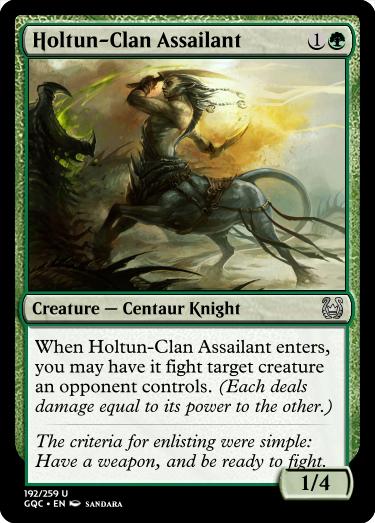 Holtun-Clan Assailant 1
Creature — Centaur Knight
When Holtun-Clan Assailant enters,
you may have it fight target creature
an opponent controls. (Each deals
damage equal to its power to the other.)
The criteria for enlisting were simple:
Have a weapon, and be ready to fight.
1/4
192/259 U
GQC • EN SANDARA